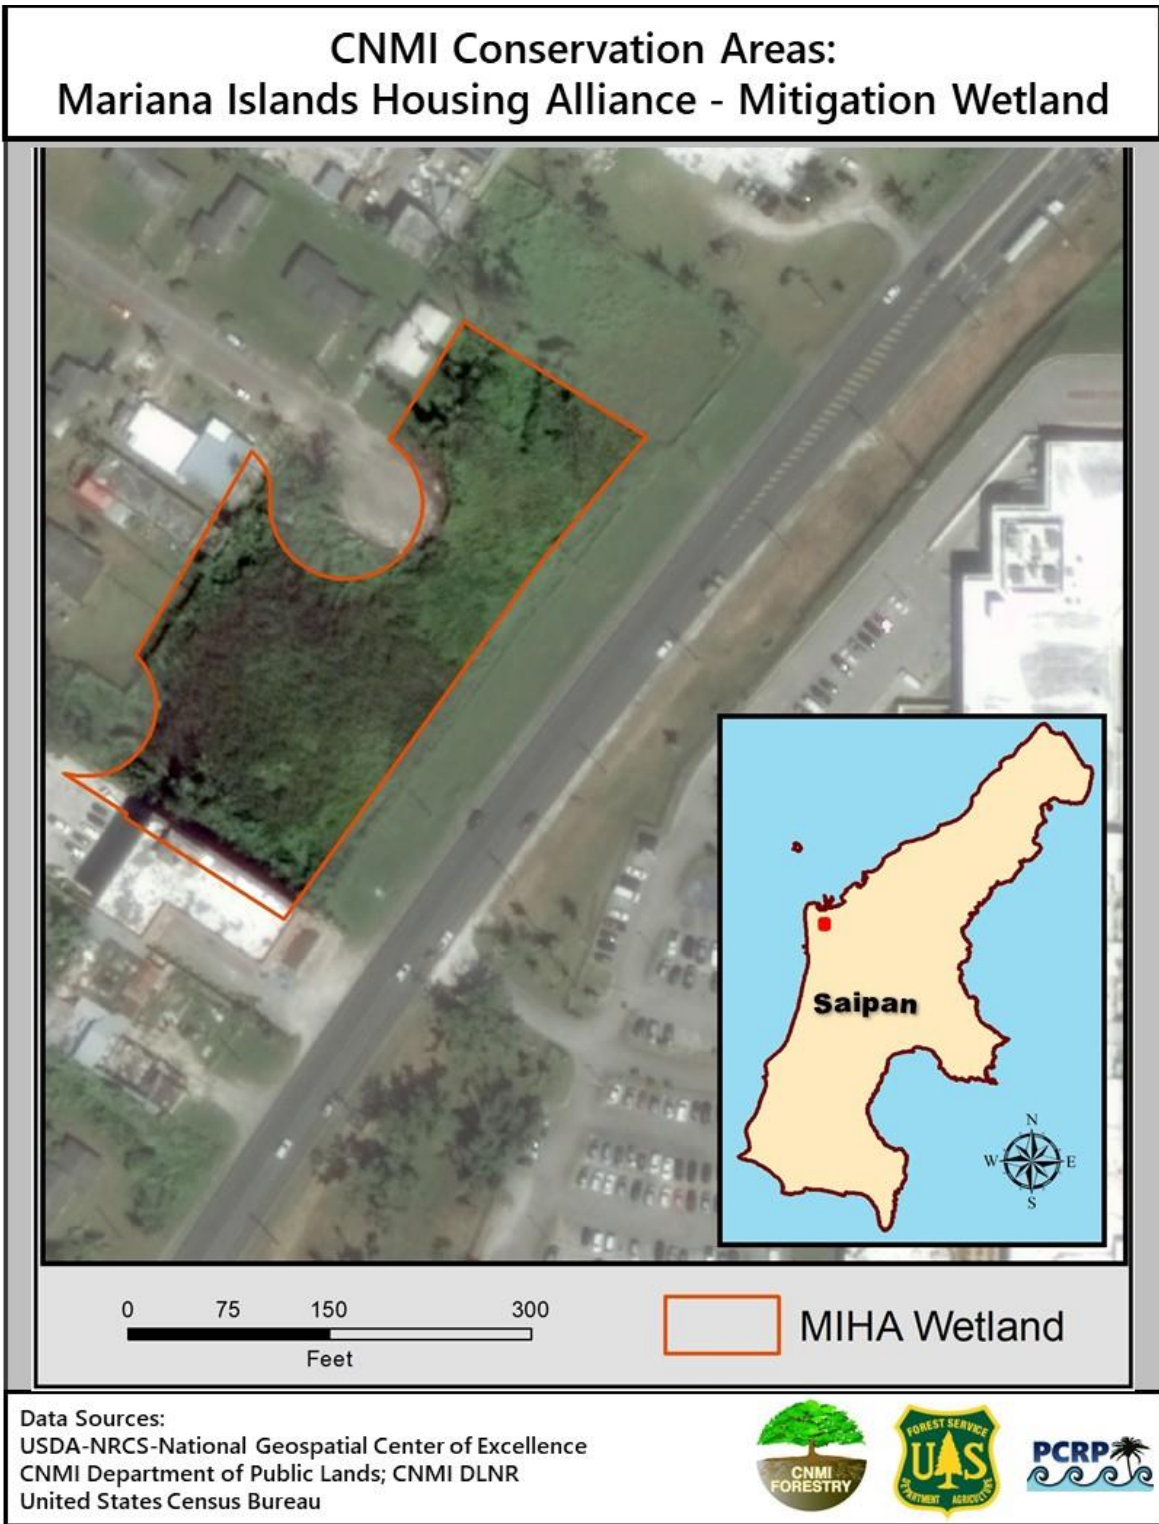 CNMI Conservation Areas:
Mariana Islands Housing Alliance - Mitigation Wetland
Saipan
N
W E
S
0 75 150 300
Feet
MIHA Wetland
Data Sources:
USDA-NRCS-National Geospatial Center of Excellence
CNMI Department of Public Lands; CNMI DLNR
United States Census Bureau
CNMI
FORESTRY
FOREST SERVICE
U S
DEPARTMENT OF AGRICULTURE
PCRP